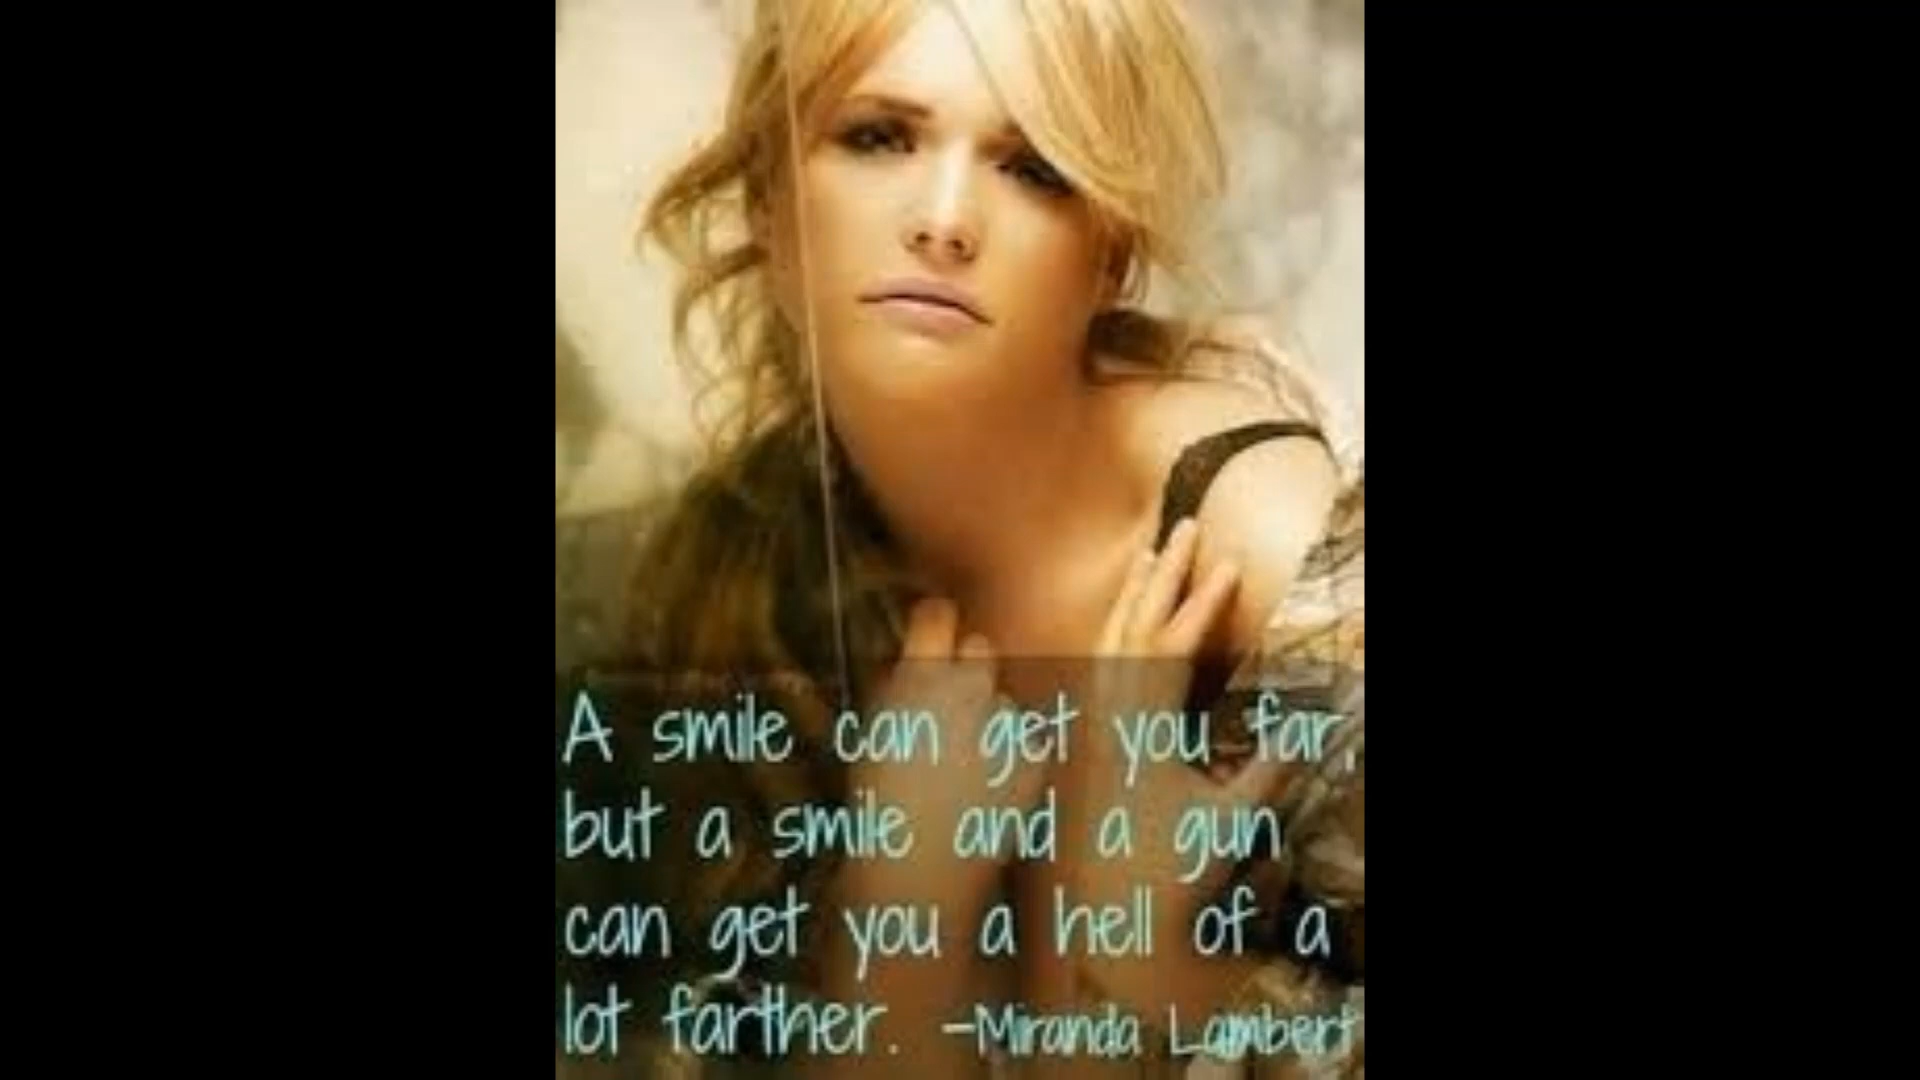 A smile can get you far,
but a smile and a gun
can get you a hell of a
lot farther. -Miranda Lambert